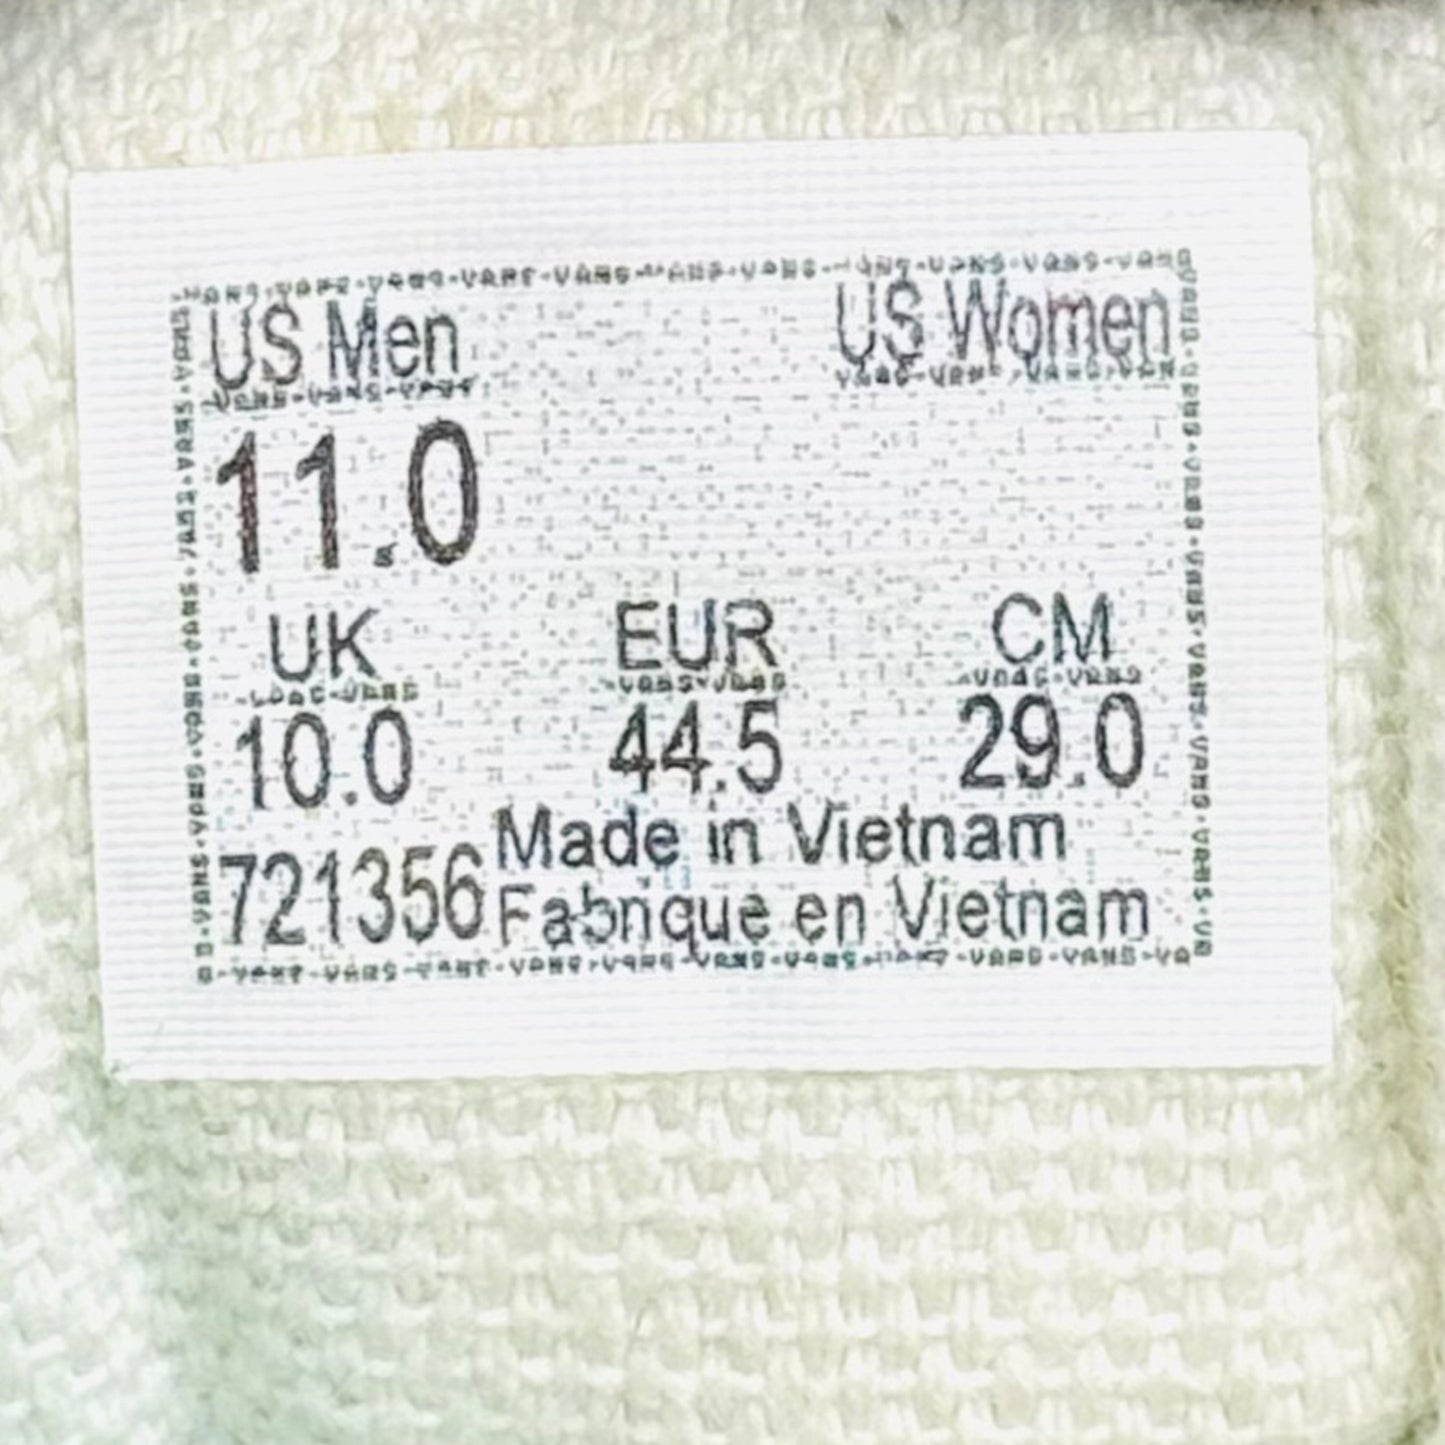 US Men US Women
11.0
UK EUR CM
10.0 44.5 29.0
Made in Vietnam
721356 Fabrique en Vietnam